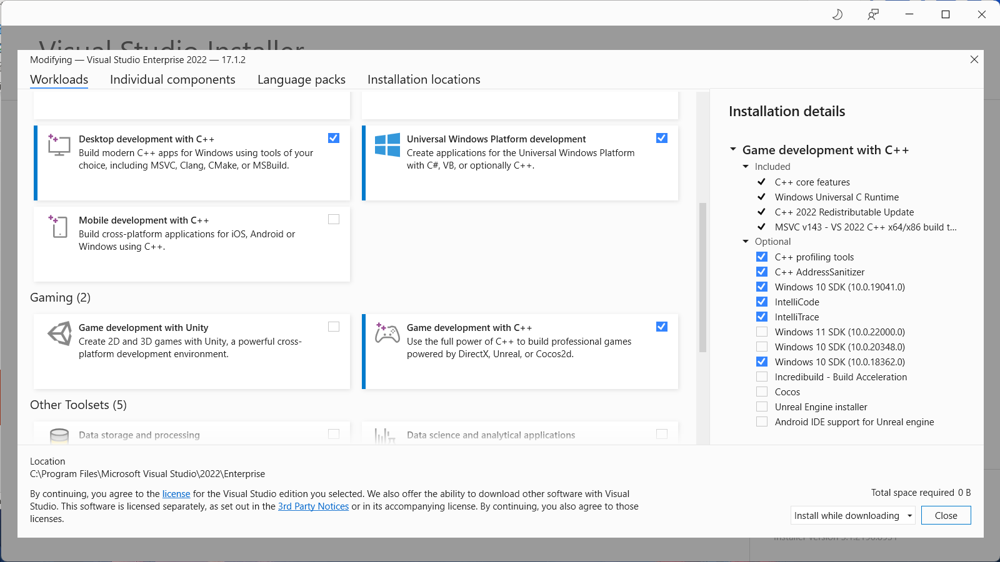 Visual Studio Installer
Modifying — Visual Studio Enterprise 2022 — 17.1.2
Workloads
Individual components
Language packs
Installation locations
Desktop development with C++
Build modern C++ apps for Windows using tools of your
choice, including MSVC, Clang, CMake, or MSBuild.
Universal Windows Platform development
Create applications for the Universal Windows Platform
with C#, VB, or optionally C++.
Mobile development with C++
Build cross-platform applications for iOS, Android or
Windows using C++.
Gaming (2)
Game development with Unity
Create 2D and 3D games with Unity, a powerful cross-
platform development environment.
Game development with C++
Use the full power of C++ to build professional games
powered by DirectX, Unreal, or Cocos2d.
Other Toolsets (5)
Data storage and processing
Data science and analytical applications
Installation details
Game development with C++
Included
C++ core features
Windows Universal C Runtime
C++ 2022 Redistributable Update
MSVC v143 - VS 2022 C++ x64/x86 build t...
Optional
C++ profiling tools
C++ AddressSanitizer
Windows 10 SDK (10.0.19041.0)
IntelliCode
IntelliTrace
Windows 11 SDK (10.0.22000.0)
Windows 10 SDK (10.0.20348.0)
Windows 10 SDK (10.0.18362.0)
Incredibuild - Build Acceleration
Cocos
Unreal Engine installer
Android IDE support for Unreal engine
Location
C:\Program Files\Microsoft Visual Studio\2022\Enterprise
By continuing, you agree to the license for the Visual Studio edition you selected. We also offer the ability to download other software with Visual
Studio. This software is licensed separately, as set out in the 3rd Party Notices or in its accompanying license. By continuing, you also agree to those
licenses.
Total space required 0 B
Install while downloading
Close